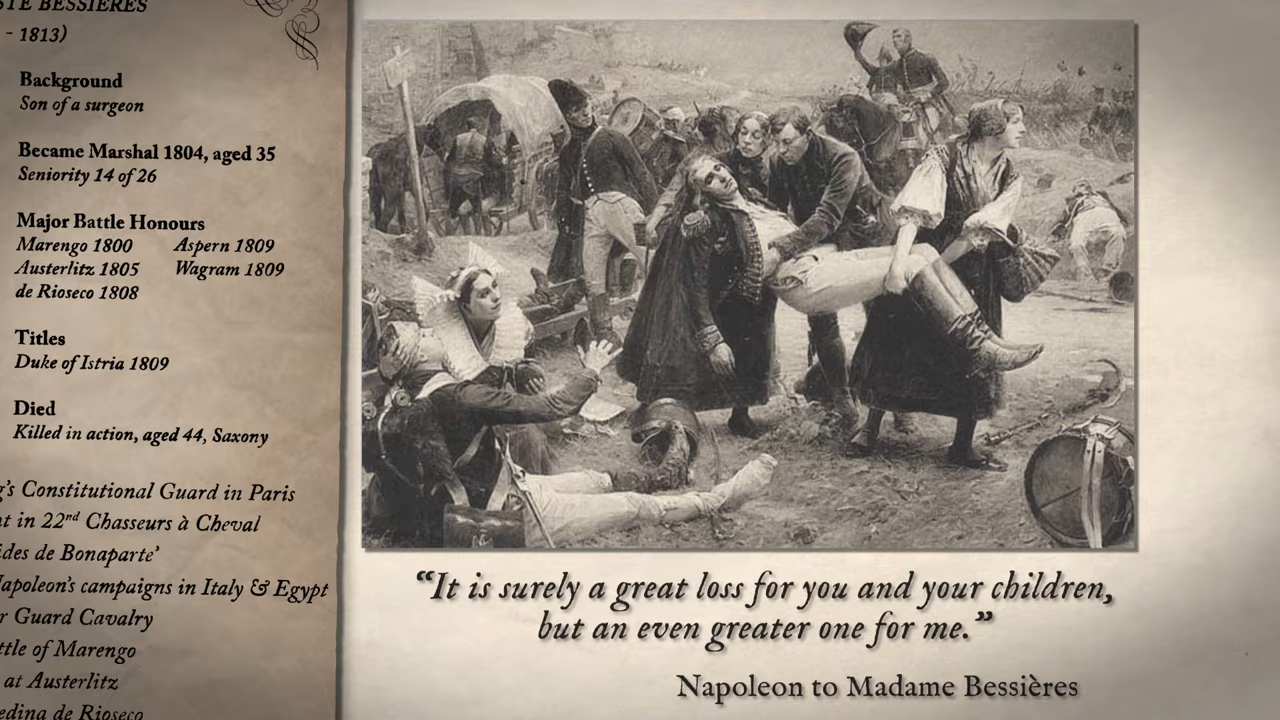 BESSIÈRES
- 1813)
Background
Son of a surgeon
Became Marshal 1804, aged 35
Seniority 14 of 26
Major Battle Honours
Marengo 1800 Aspern 1809
Austerlitz 1805 Wagram 1809
de Rioseco 1808
Titles
Duke of Istria 1809
Died
Killed in action, aged 44, Saxony
Constitutional Guard in Paris
in 22nd Chasseurs à Cheval
de Bonaparte’
Napoleon’s campaigns in Italy & Egypt
Guard Cavalry
of Marengo
at Austerlitz
de Rioseco
“It is surely a great loss for you and your children,
but an even greater one for me.”
Napoleon to Madame Bessières